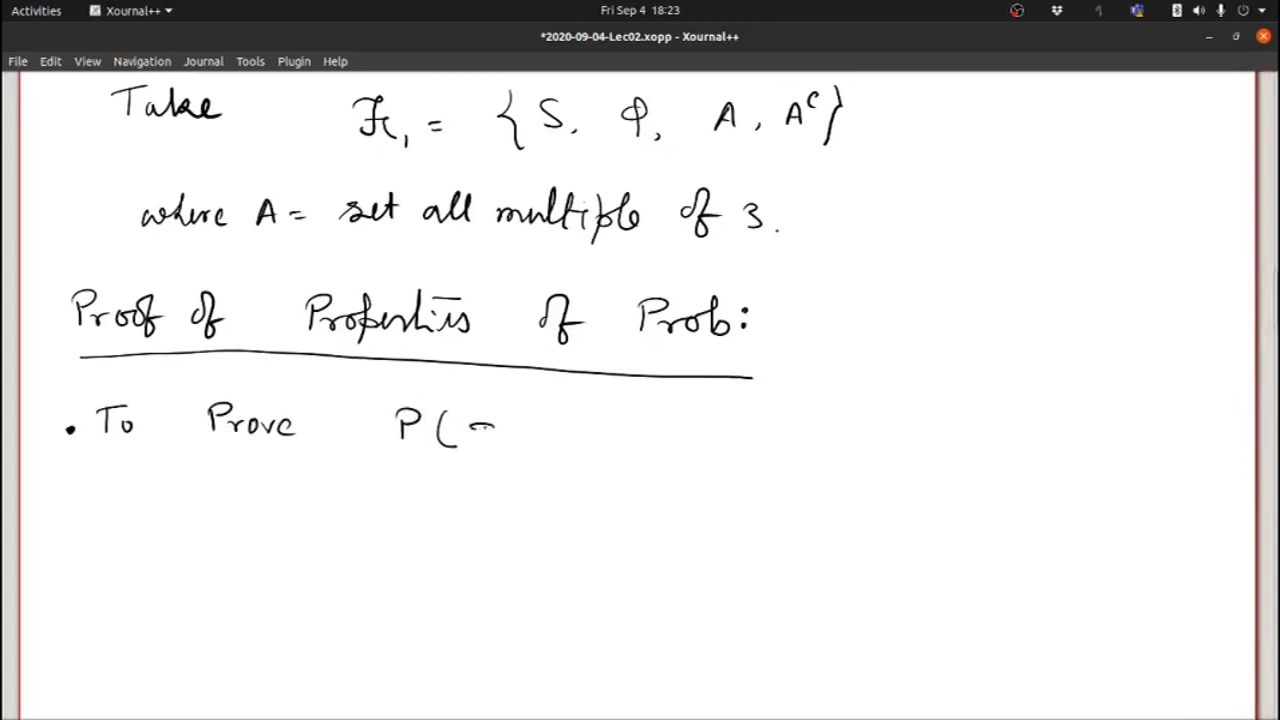 Activities Xournal++ Fri Sep 4 18:23
*2020-09-04-Lec02.xopp - Xournal++
File Edit View Navigation Journal Tools Plugin Help
Take ℱ₁ = { S, Φ, A, Aᶜ}
where A = set all multiple of 3.
Proof of Properties of Prob:
• To Prove P(